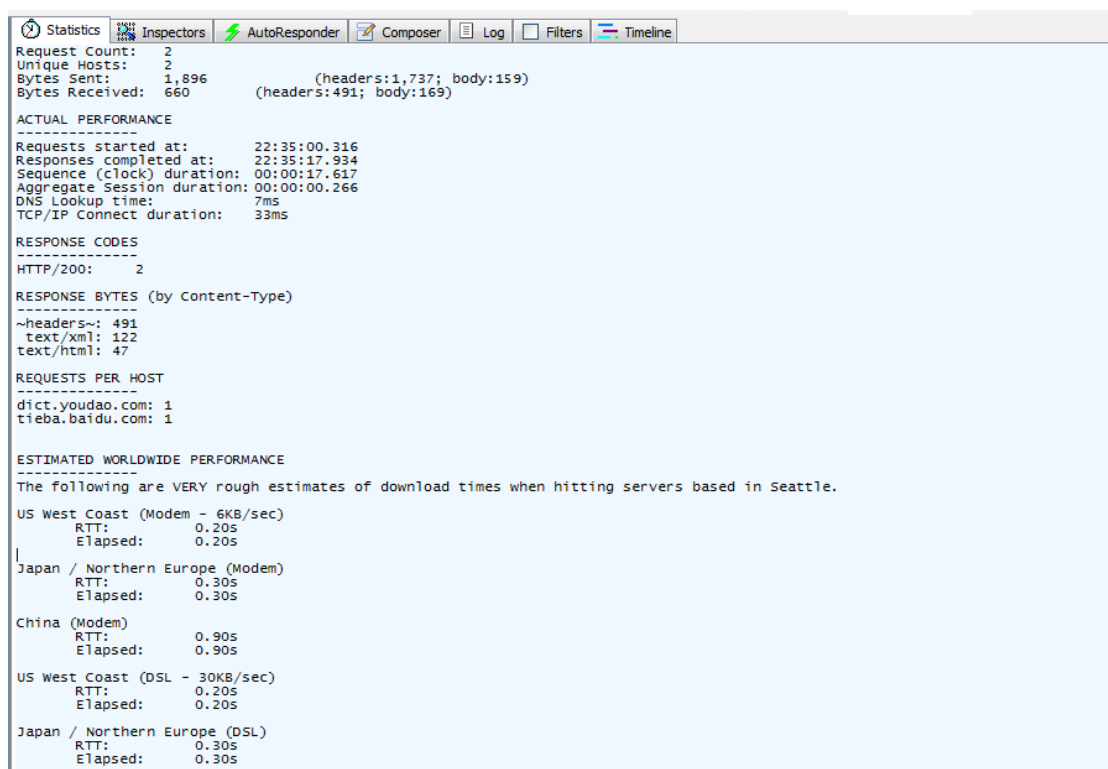 Statistics Inspectors AutoResponder Composer Log Filters Timeline
Request Count: 2
Unique Hosts: 2
Bytes Sent: 1,896 (headers:1,737; body:159)
Bytes Received: 660 (headers:491; body:169)
ACTUAL PERFORMANCE
--------------
Requests started at: 22:35:00.316
Responses completed at: 22:35:17.934
Sequence (clock) duration: 00:00:17.617
Aggregate Session duration: 00:00:00.266
DNS Lookup time: 7ms
TCP/IP Connect duration: 33ms
RESPONSE CODES
--------------
HTTP/200: 2
RESPONSE BYTES (by Content-Type)
--------------
~headers~: 491
text/xml: 122
text/html: 47
REQUESTS PER HOST
--------------
dict.youdao.com: 1
tieba.baidu.com: 1
ESTIMATED WORLDWIDE PERFORMANCE
--------------
The following are VERY rough estimates of download times when hitting servers based in Seattle.
US West Coast (Modem - 6KB/sec)
RTT: 0.20s
Elapsed: 0.20s
Japan / Northern Europe (Modem)
RTT: 0.30s
Elapsed: 0.30s
China (Modem)
RTT: 0.90s
Elapsed: 0.90s
US West Coast (DSL - 30KB/sec)
RTT: 0.20s
Elapsed: 0.20s
Japan / Northern Europe (DSL)
RTT: 0.30s
Elapsed: 0.30s